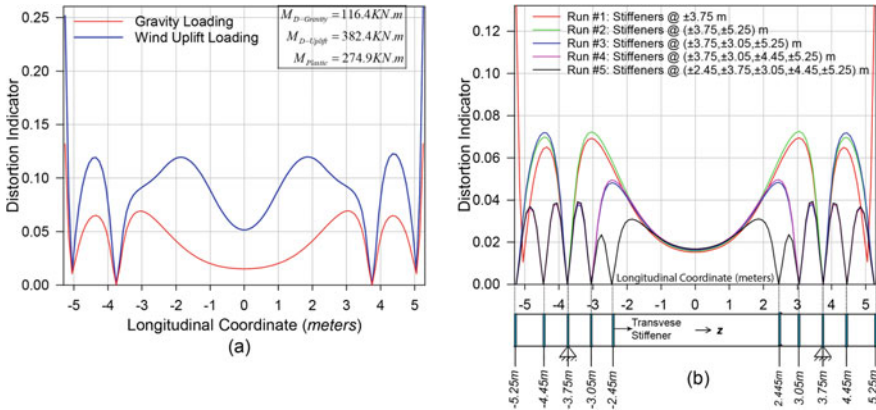 0.25
0.20
0.15
0.10
0.05
0.00
Distortion Indicator
Gravity Loading
Wind Uplift Loading
M_D-Gravity = 116.4KN.m
M_D-Uplift = 382.4KN.m
M_Plastic = 274.9KN.m
-5 -4 -3 -2 -1 0 1 2 3 4 5
Longitudinal Coordinate (meters)
(a)
0.12
0.10
0.08
0.06
0.04
0.02
0.00
Distortion Indicator
Run #1: Stiffeners @ ±3.75 m
Run #2: Stiffeners @ (±3.75,±5.25) m
Run #3: Stiffeners @ (±3.75,±3.05,±5.25) m
Run #4: Stiffeners @ (±3.75,±3.05,±4.45,±5.25) m
Run #5: Stiffeners @ (±2.45,±3.75,±3.05,±4.45,±5.25) m
Longitudinal Coordinate (meters)
-5 -4 -3 -2 -1 0 1 2 3 4 5
Transvese
Stiffener
z
-5.25m
-4.45m
-3.75m
-3.05m
-2.45m
2.445m
3.05m
3.75m
4.45m
5.25m
(b)